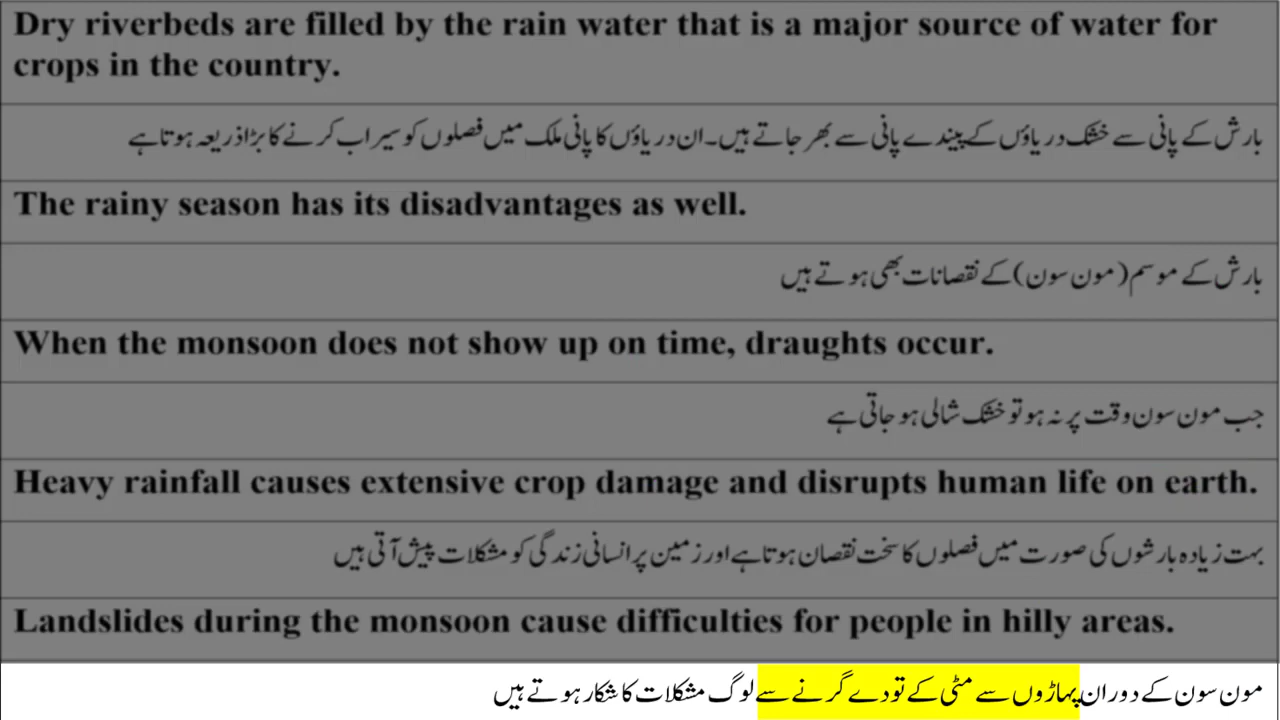 Dry riverbeds are filled by the rain water that is a major source of water for
crops in the country.
بارش کے پانی سے خشک دریاؤں کے پیندے پانی سے بھر جاتے ہیں۔ ان دریاؤں کا پانی ملک میں فصلوں کو سیراب کرنے کا بڑا ذریعہ ہوتا ہے
The rainy season has its disadvantages as well.
بارش کے موسم (مون سون) کے نقصانات بھی ہوتے ہیں
When the monsoon does not show up on time, draughts occur.
جب مون سون وقت پر نہ ہو تو خشک شالی ہو جاتی ہے
Heavy rainfall causes extensive crop damage and disrupts human life on earth.
بہت زیادہ بارشوں کی صورت میں فصلوں کا سخت نقصان ہوتا ہے اور زمین پر انسانی زندگی کو مشکلات پیش آتی ہیں
Landslides during the monsoon cause difficulties for people in hilly areas.
مون سون کے دوران پہاڑوں سے مٹی کے تودے گرنے سے لوگ مشکلات کا شکار ہوتے ہیں